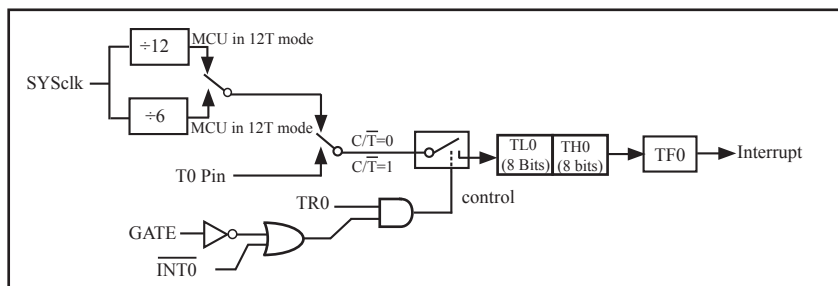 ÷12
MCU in 12T mode
SYSclk
÷6
MCU in 12T mode
C/T̅=0
C/T̅=1
T0 Pin
TL0
(8 Bits)
TH0
(8 bits)
TF0
Interrupt
TR0
control
GATE
I̅N̅T̅0̅